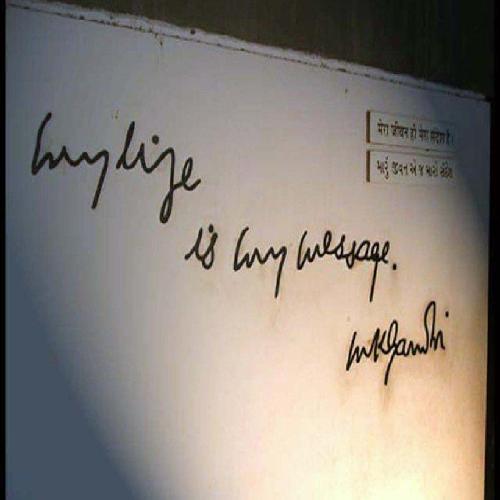 my life
is my message.
mkGandhi
मेरा जीवन ही मेरा संदेश है।
મારું જીવન એ જ મારો સંદેશ